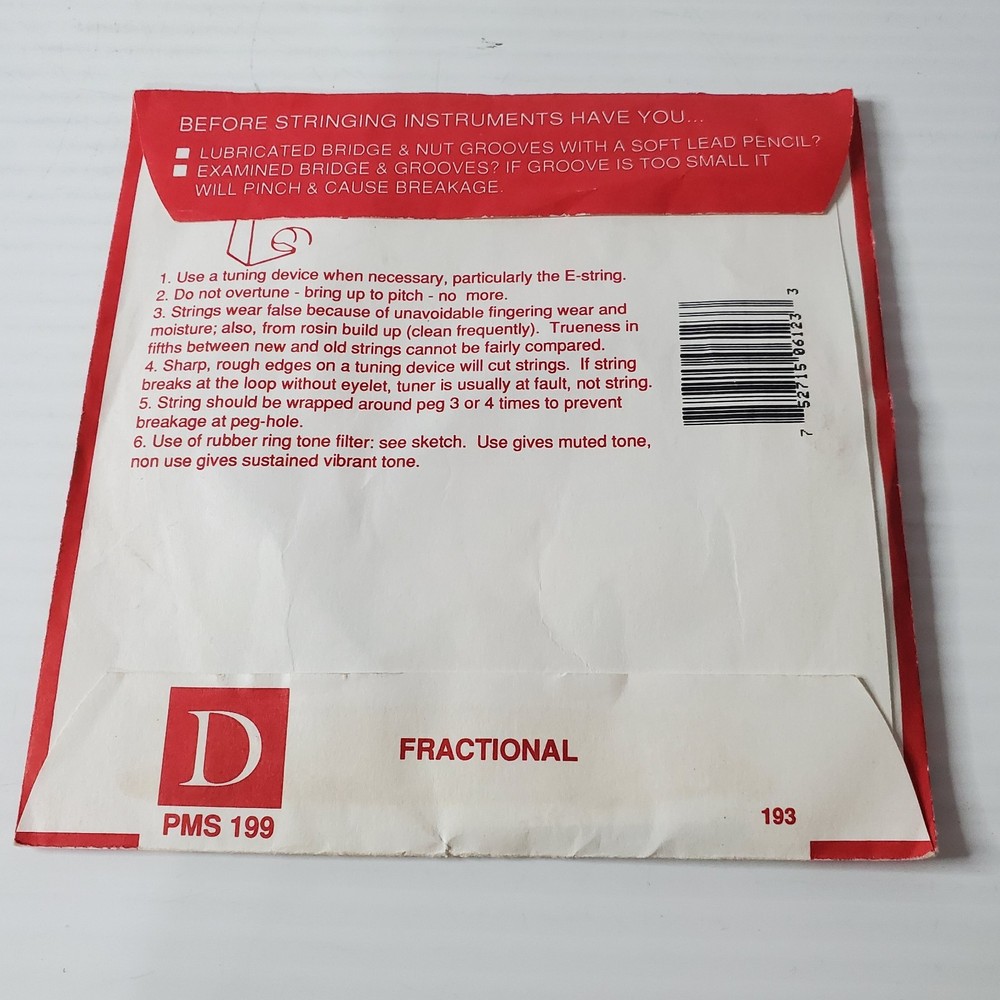 BEFORE STRINGING INSTRUMENTS HAVE YOU...
LUBRICATED BRIDGE & NUT GROOVES WITH A SOFT LEAD PENCIL?
EXAMINED BRIDGE & GROOVES? IF GROOVE IS TOO SMALL IT
WILL PINCH & CAUSE BREAKAGE.
1. Use a tuning device when necessary, particularly the E-string.
2. Do not overtune - bring up to pitch - no more.
3. Strings wear false because of unavoidable fingering wear and
moisture; also, from rosin build up (clean frequently). Trueness in
fifths between new and old strings cannot be fairly compared.
4. Sharp, rough edges on a tuning device will cut strings. If string
breaks at the loop without eyelet, tuner is usually at fault, not string.
5. String should be wrapped around peg 3 or 4 times to prevent
breakage at peg-hole.
6. Use of rubber ring tone filter: see sketch. Use gives muted tone,
non use gives sustained vibrant tone.
7 52715 06123 3
D
FRACTIONAL
PMS 199
193